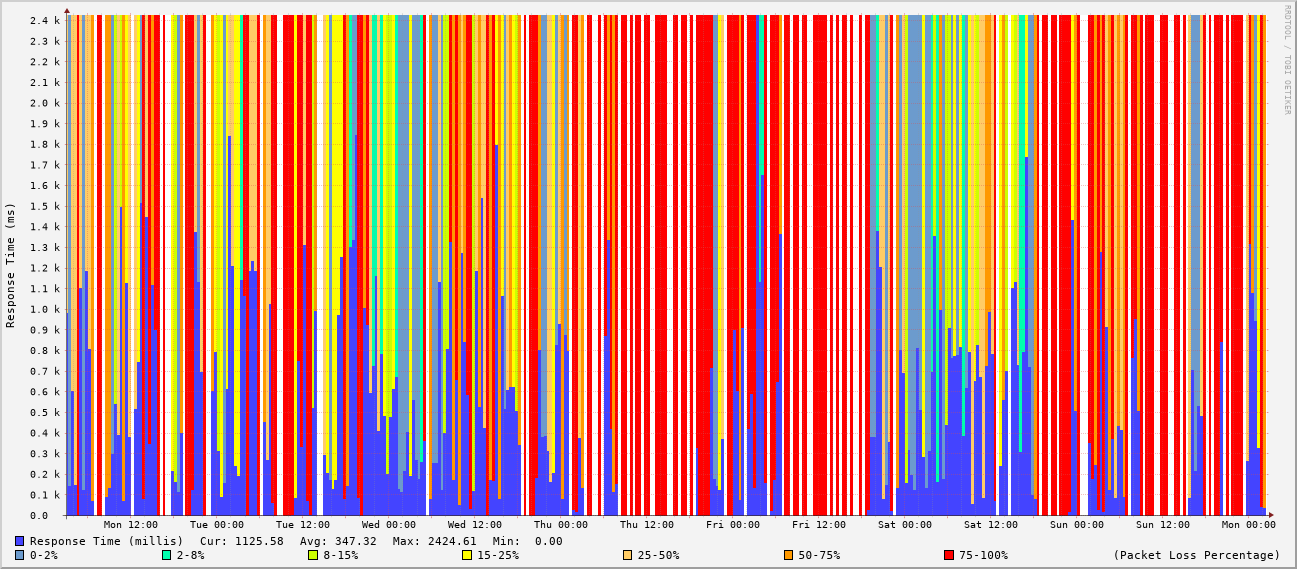 RRDTOOL / TOBI OETIKER
Response Time (ms)
2.4 k
2.3 k
2.2 k
2.1 k
2.0 k
1.9 k
1.8 k
1.7 k
1.6 k
1.5 k
1.4 k
1.3 k
1.2 k
1.1 k
1.0 k
0.9 k
0.8 k
0.7 k
0.6 k
0.5 k
0.4 k
0.3 k
0.2 k
0.1 k
0.0
Mon 12:00 Tue 00:00 Tue 12:00 Wed 00:00 Wed 12:00 Thu 00:00 Thu 12:00 Fri 00:00 Fri 12:00 Sat 00:00 Sat 12:00 Sun 00:00 Sun 12:00 Mon 00:00
Response Time (millis) Cur: 1125.58 Avg: 347.32 Max: 2424.61 Min: 0.00
0-2% 2-8% 8-15% 15-25% 25-50% 50-75% 75-100% (Packet Loss Percentage)